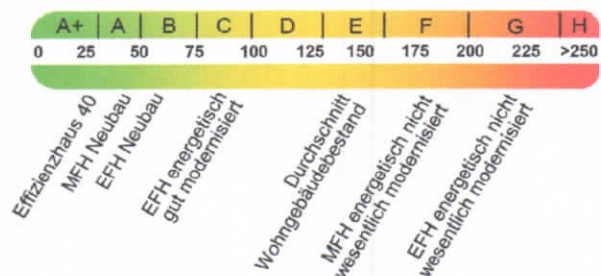 A+ A B C D E F G H
0 25 50 75 100 125 150 175 200 225 >250
Effizienzhaus 40
MFH Neubau
EFH Neubau
EFH energetisch
gut modernisiert
Durchschnitt
Wohngebäudebestand
MFH energetisch nicht
wesentlich modernisiert
EFH energetisch nicht
wesentlich modernisiert